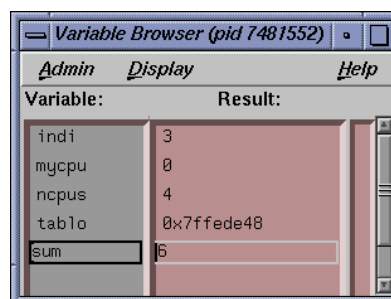 Variable Browser (pid 7481552)
Admin Display Help
Variable: Result:
indi 3
mycpu 0
ncpus 4
tablo 0x7ffede48
sum 6